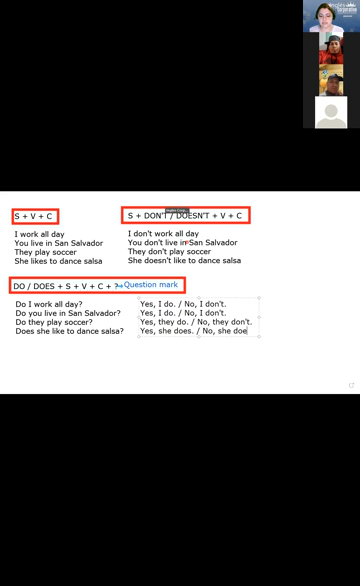 S + V + C
I work all day
You live in San Salvador
They play soccer
She likes to dance salsa
S + DON'T / DOESN'T + V + C
I don't work all day
You don't live in San Salvador
They don't play soccer
She doesn't like to dance salsa
DO / DOES + S + V + C + ?
Question mark
Do I work all day?
Do you live in San Salvador?
Do they play soccer?
Does she like to dance salsa?
Yes, I do. / No, I don't.
Yes, I do. / No, I don't.
Yes, they do. / No, they don't.
Yes, she does. / No, she doe
17